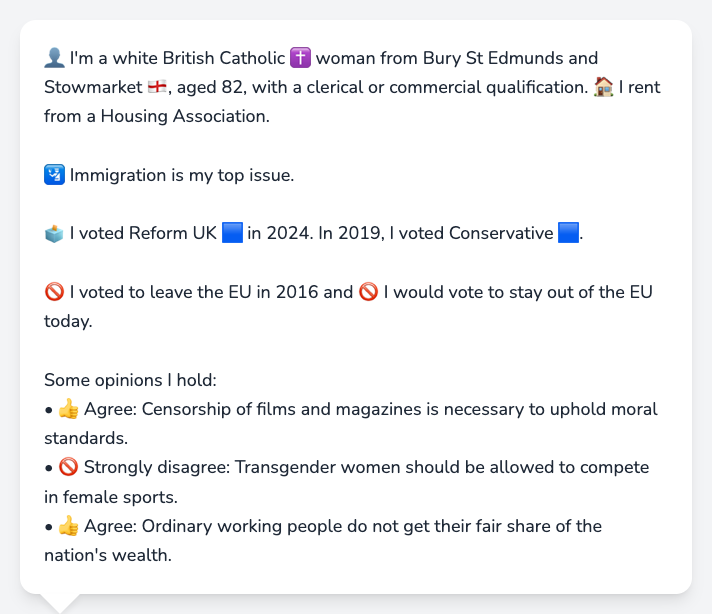 👤 I'm a white British Catholic ✝️ woman from Bury St Edmunds and
Stowmarket 🏴󠁧󠁢󠁥󠁮󠁧󠁿, aged 82, with a clerical or commercial qualification. 🏠 I rent
from a Housing Association.
🛂 Immigration is my top issue.
🗳️ I voted Reform UK 🟦 in 2024. In 2019, I voted Conservative 🟦.
🚫 I voted to leave the EU in 2016 and 🚫 I would vote to stay out of the EU
today.
Some opinions I hold:
• 👍 Agree: Censorship of films and magazines is necessary to uphold moral
standards.
• 🚫 Strongly disagree: Transgender women should be allowed to compete
in female sports.
• 👍 Agree: Ordinary working people do not get their fair share of the
nation's wealth.